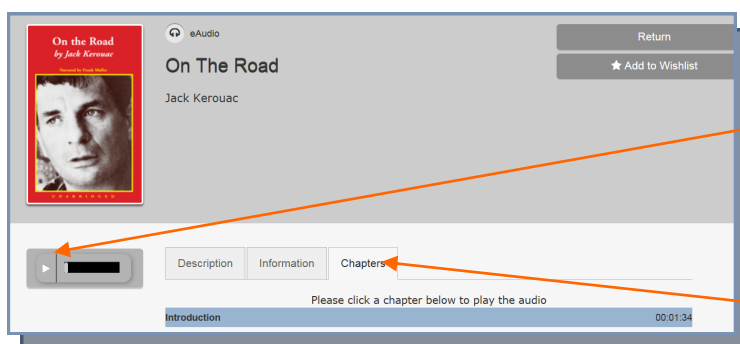 On the Road
by Jack Kerouac
Narrated by Frank Muller
UNABRIDGED
eAudio
On The Road
Jack Kerouac
Return
Add to Wishlist
Description
Information
Chapters
Please click a chapter below to play the audio
Introduction 00:01:34